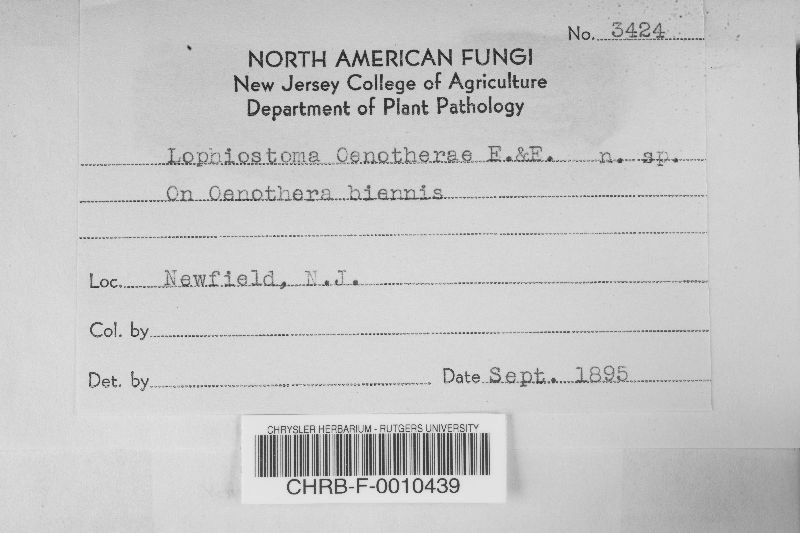 No. 3424
NORTH AMERICAN FUNGI
New Jersey College of Agriculture
Department of Plant Pathology
Lophiostoma Oenotherae E.&E. n. sp.
On Oenothera biennis
Loc. Newfield, N.J.
Col. by
Det. by Date Sept. 1895
CHRYSLER HERBARIUM - RUTGERS UNIVERSITY
CHRB-F-0010439